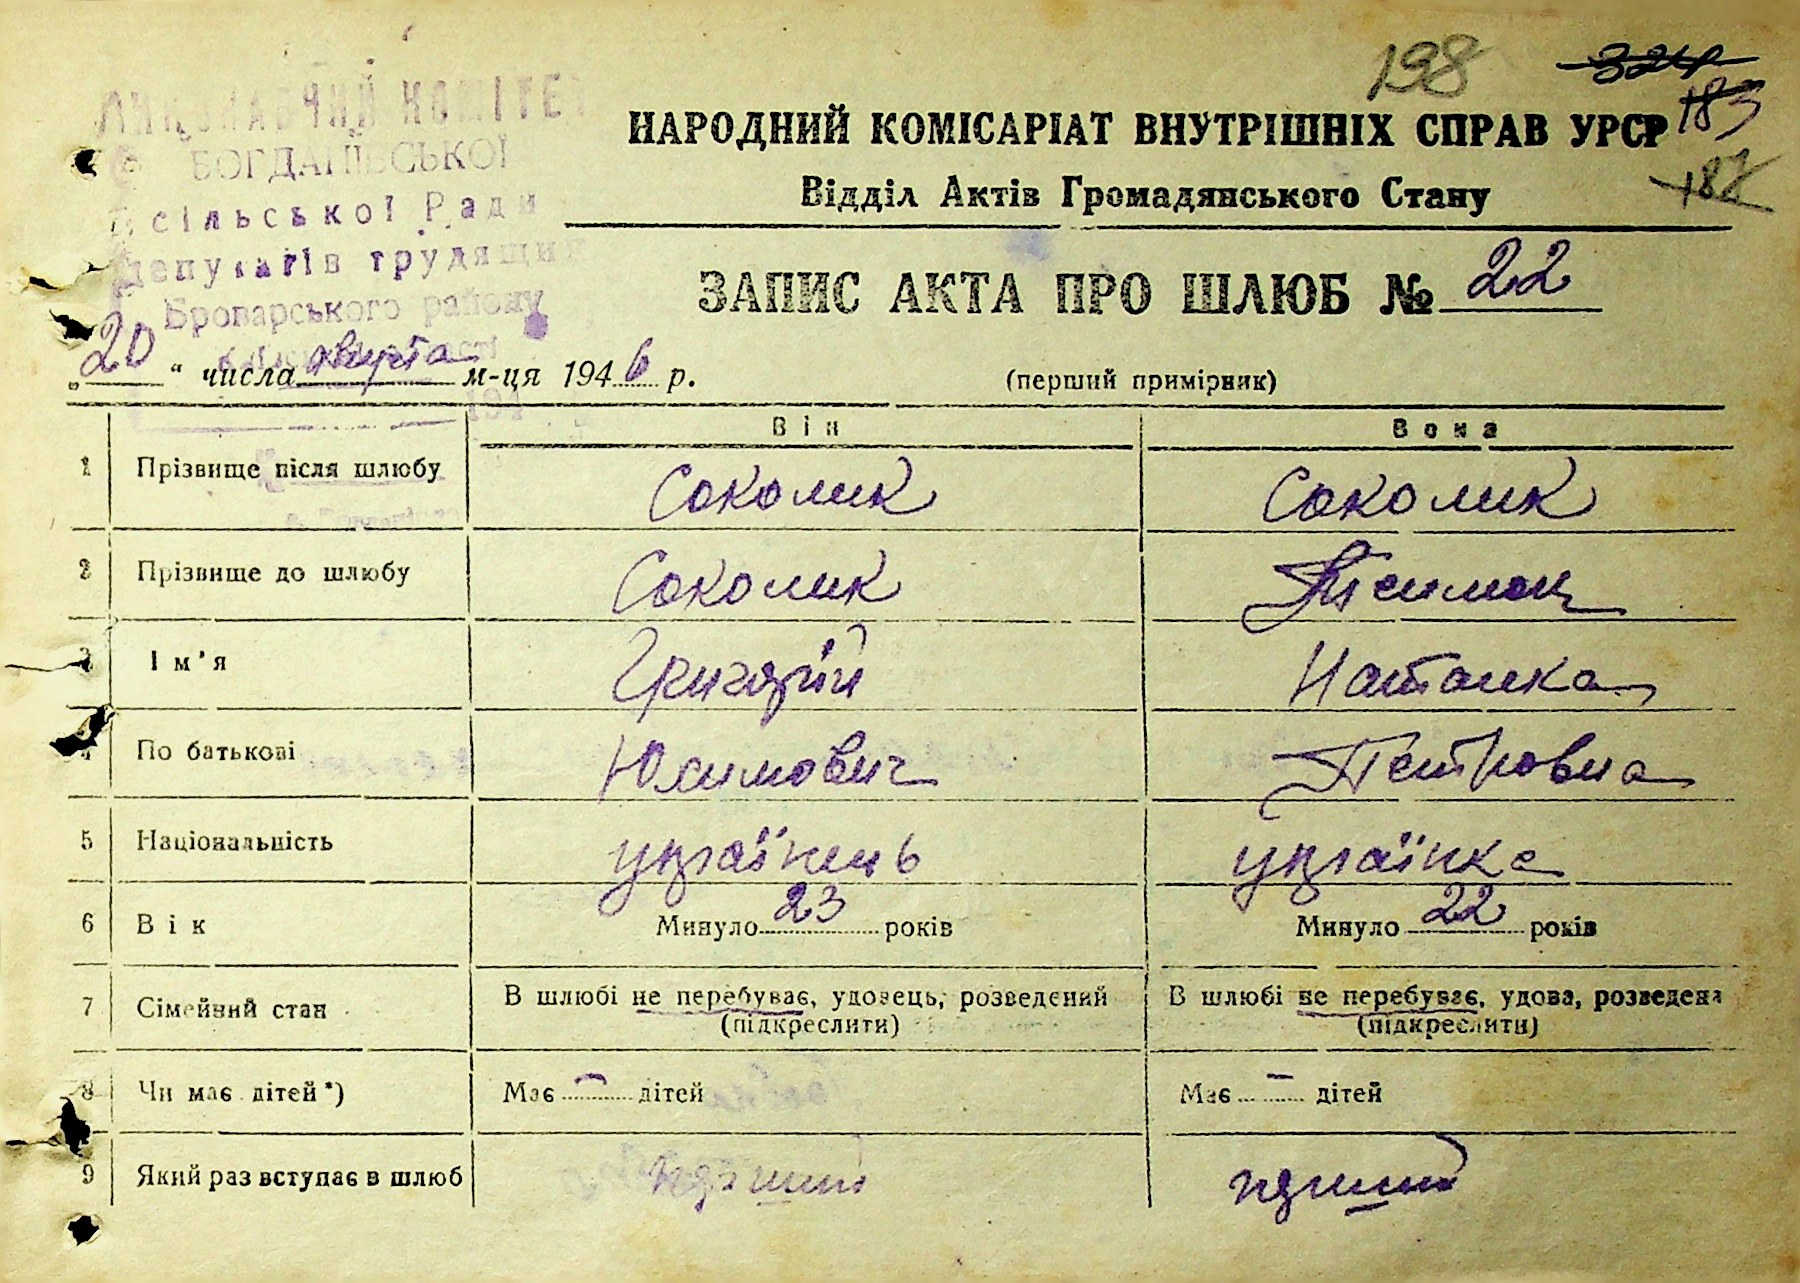 198
324
183
182
ВИКОНАВЧИЙ КОМІТЕТ
БОГДАНІВСЬКОЇ
сільської Ради
депутатів трудящих
Броварського району
194
НАРОДНИЙ КОМІСАРІАТ ВНУТРІШНІХ СПРАВ УРСР
Відділ Актів Громадянського Стану
ЗАПИС АКТА ПРО ШЛЮБ № 22
„20“ числа августа м-ця 1946 р.
(перший примірник)
Він Вона
1 Прізвище після шлюбу Соколик Соколик
2 Прізвище до шлюбу Соколик
3 Ім’я Григорій Наталка
4 По батькові Юхимович Петровна
5 Національність українець українка
6 Вік Минуло 23 років Минуло 22 років
7 Сімейний стан В шлюбі не перебуває, удовець, розведений В шлюбі не перебуває, удова, розведена
(підкреслити) (підкреслити)
8 Чи має дітей*) Має — дітей Має — дітей
9 Який раз вступає в шлюб перший перший